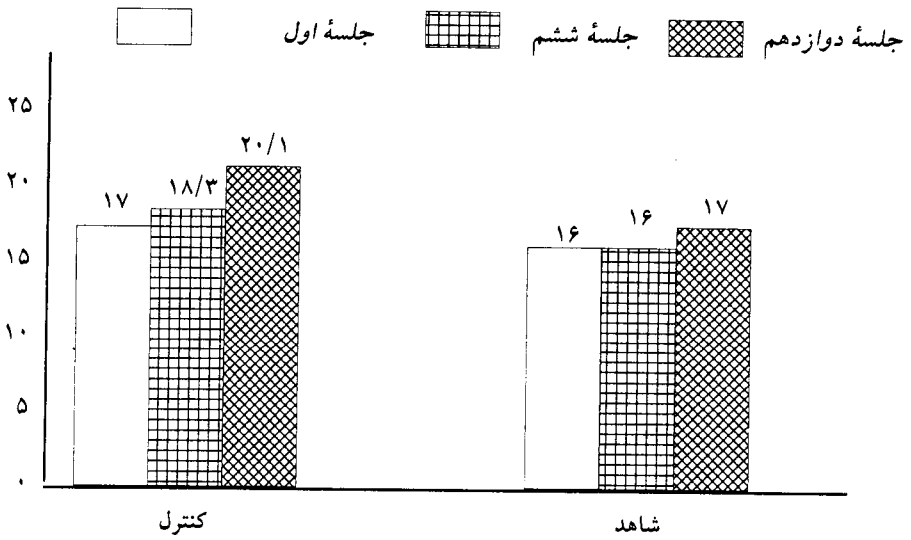 جلسهٔ اول جلسهٔ ششم جلسهٔ دوازدهم
۲۵
۲۰
۱۵
۱۰
۵
۰
۱۷ ۱۸/۳ ۲۰/۱
۱۶ ۱۶ ۱۷
کنترل شاهد